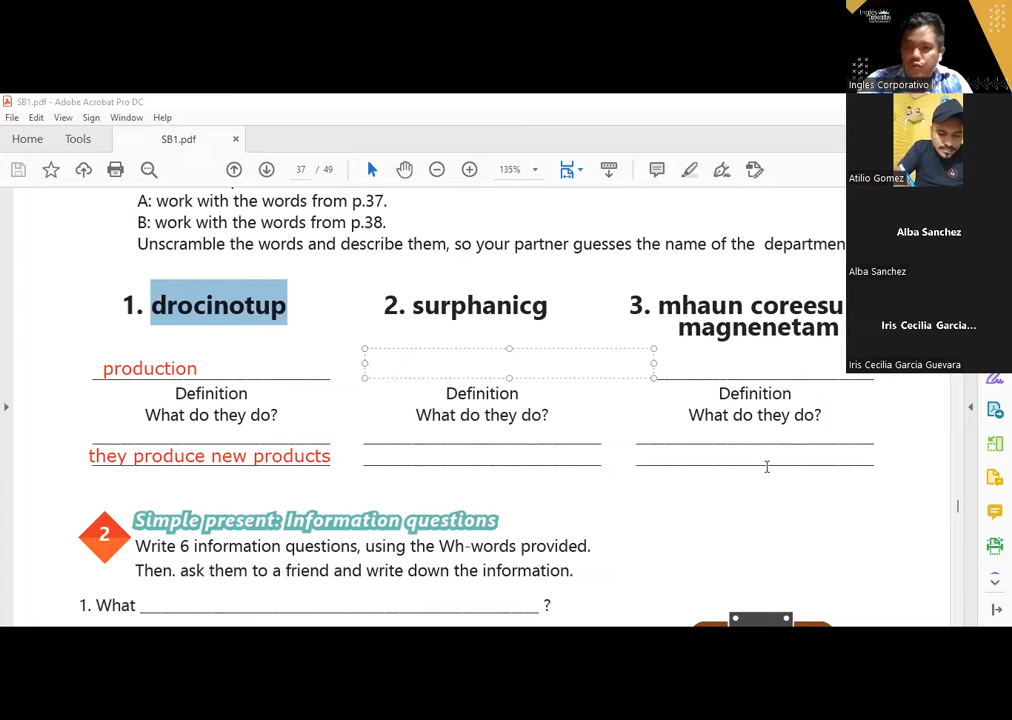 Inglés
Corporativo
Ingles Corporativo
Atilio Gomez
Alba Sanchez
Alba Sanchez
Iris Cecilia Garcia...
Iris Cecilia Garcia Guevara
SB1.pdf - Adobe Acrobat Pro DC
File Edit View Sign Window Help
Home Tools SB1.pdf ×
37 / 49 135%
A: work with the words from p.37.
B: work with the words from p.38.
Unscramble the words and describe them, so your partner guesses the name of the departmen
1. drocinotup 2. surphanicg 3. mhaun coreesu
magnenetam
production
Definition Definition Definition
What do they do? What do they do? What do they do?
they produce new products
2 Simple present: Information questions
Write 6 information questions, using the Wh-words provided.
Then. ask them to a friend and write down the information.
1. What ______________________________ ?